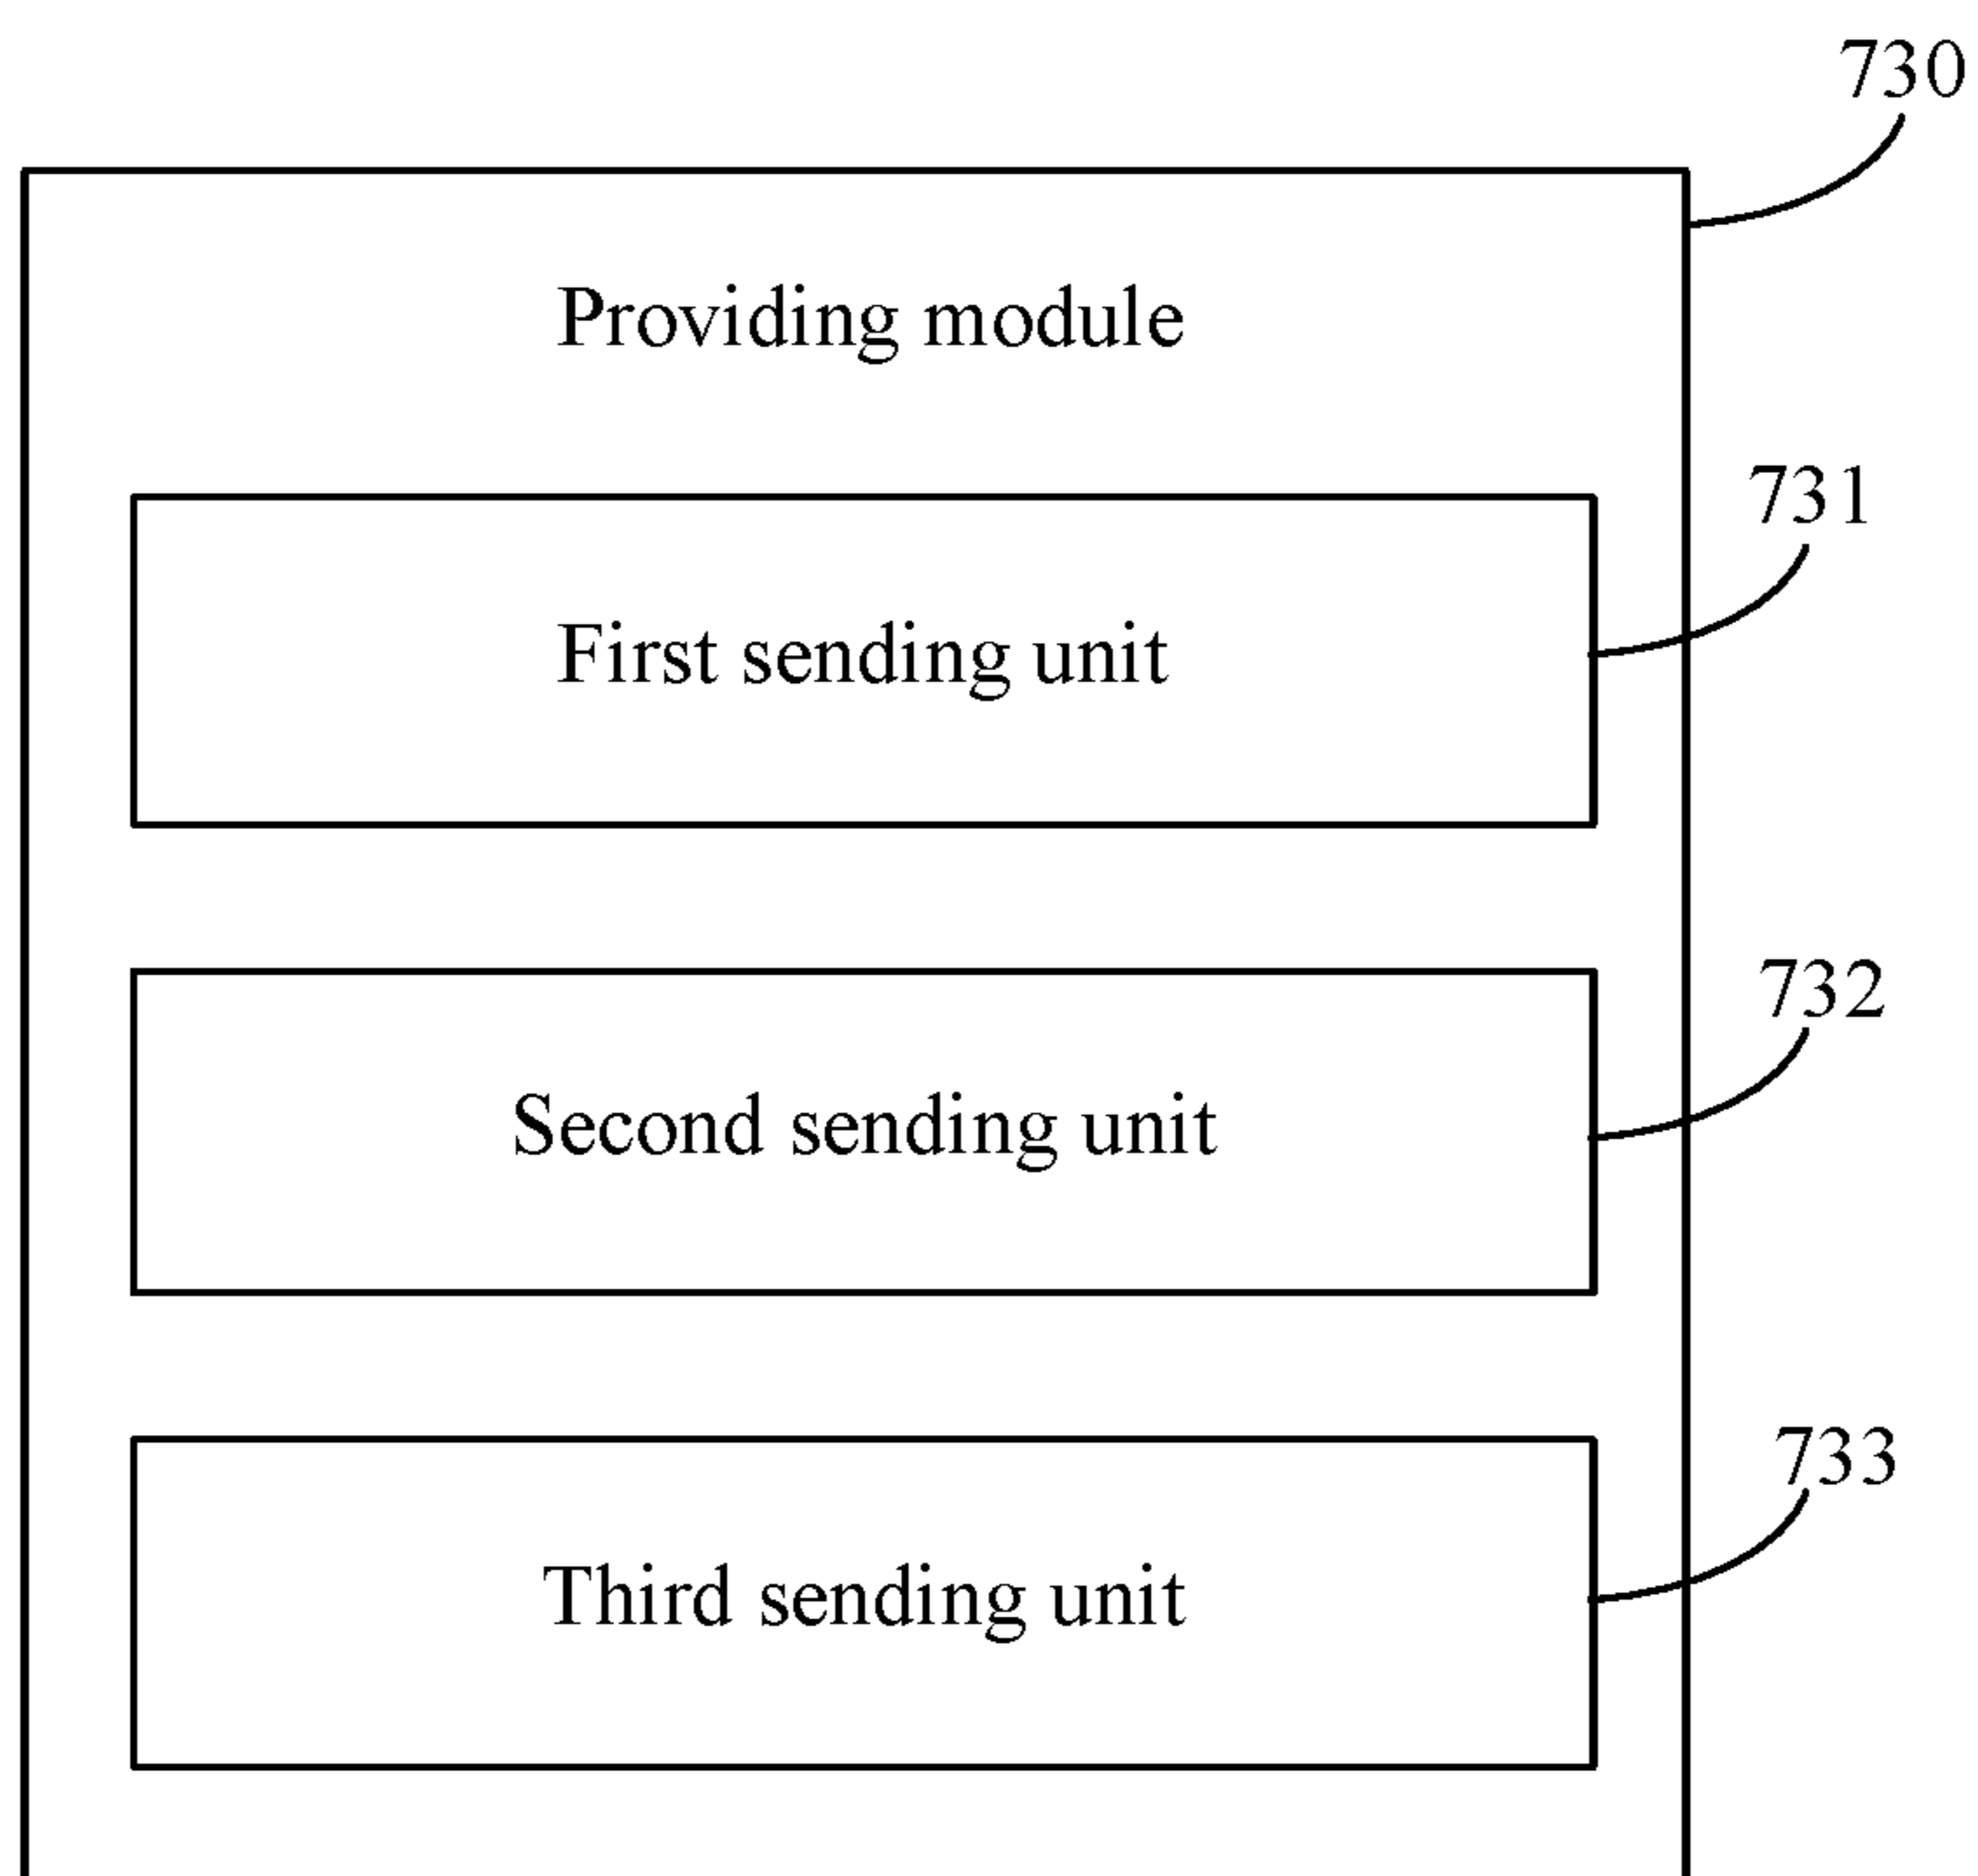 730
Providing module
731
First sending unit
732
Second sending unit
733
Third sending unit